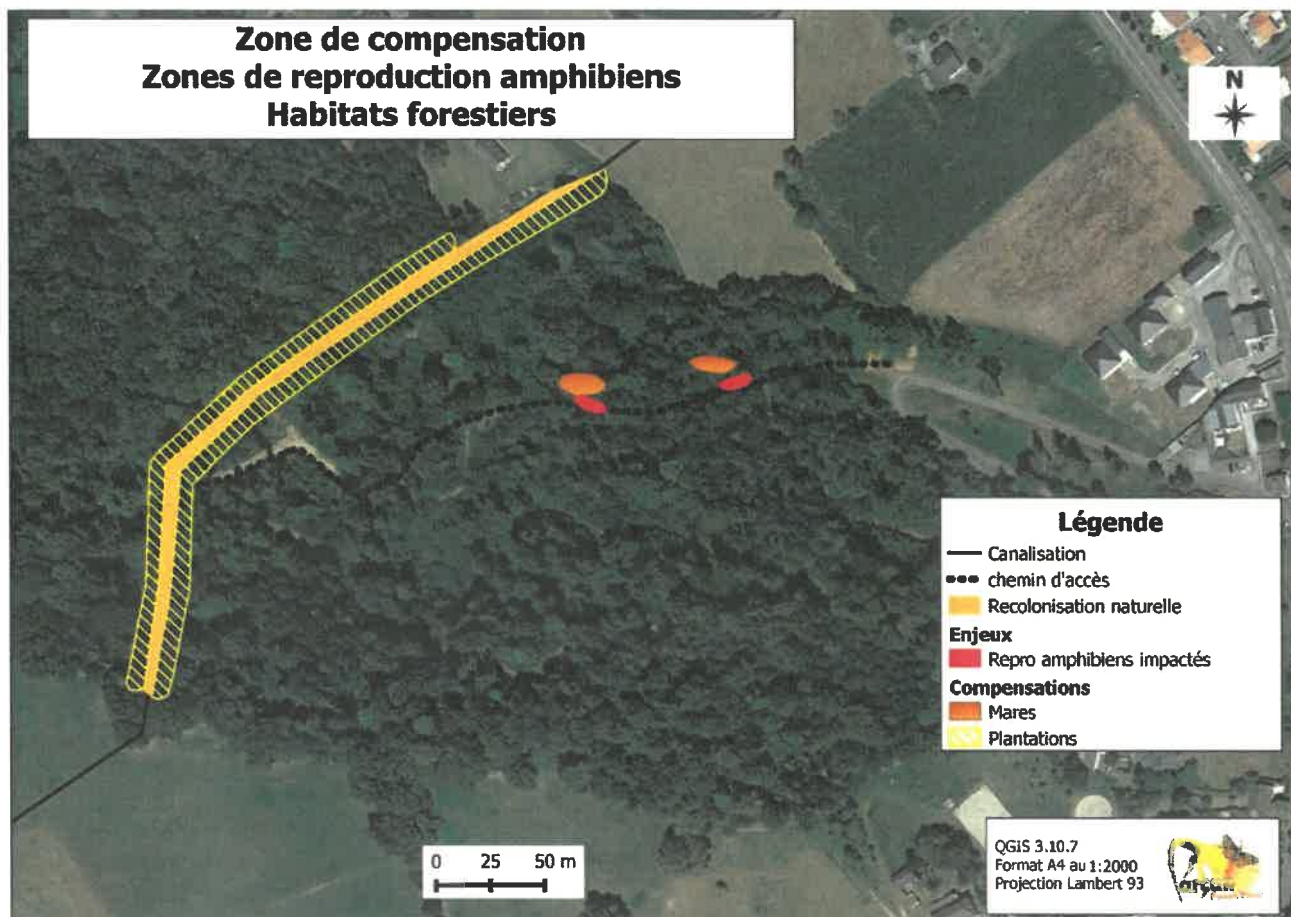 Zone de compensation
Zones de reproduction amphibiens
Habitats forestiers
N
Légende
Canalisation
chemin d'accès
Recolonisation naturelle
Enjeux
Repro amphibiens impactés
Compensations
Mares
Plantations
0 25 50 m
QGIS 3.10.7
Format A4 au 1:2000
Projection Lambert 93